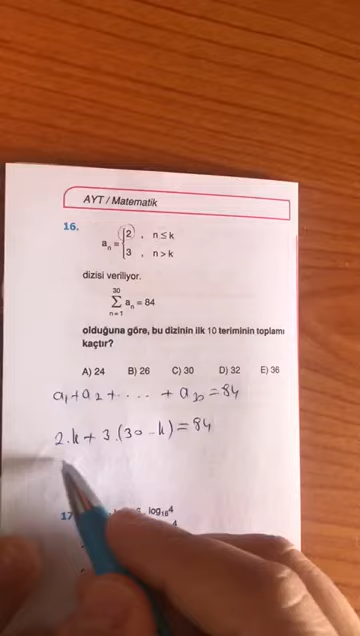 AYT / Matematik
16.
aₙ = { 2 , n ≤ k
3 , n > k
dizisi veriliyor.
30
∑ aₙ = 84
n=1
olduğuna göre, bu dizinin ilk 10 teriminin toplamı
kaçtır?
A) 24 B) 26 C) 30 D) 32 E) 36
a₁ + a₂ + .... + a₃₀ = 84
2.k + 3.(30 - k) = 84
17
log₁₆4